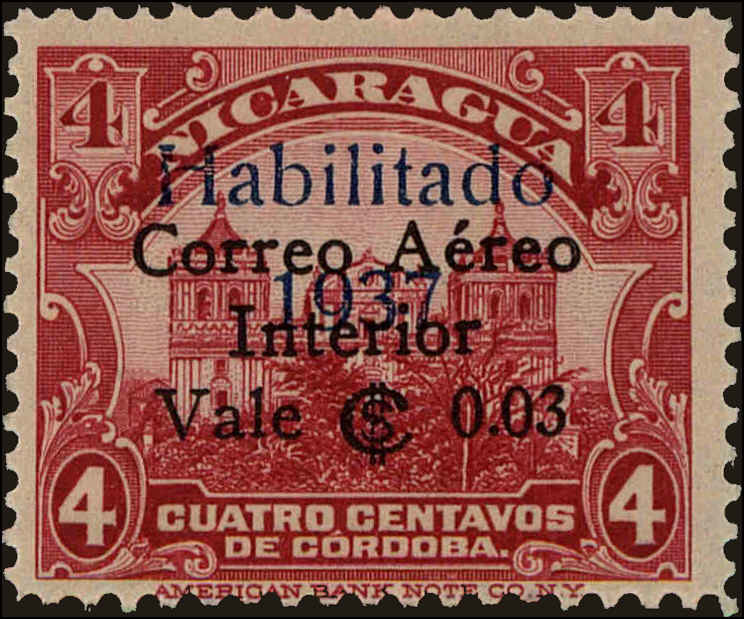 4 4
NICARAGUA
Habilitado
Correo Aéreo
1937
Interior
Vale C$ 0.03
4 4
CUATRO CENTAVOS
DE CÓRDOBA.
AMERICAN BANK NOTE CO. N.Y.